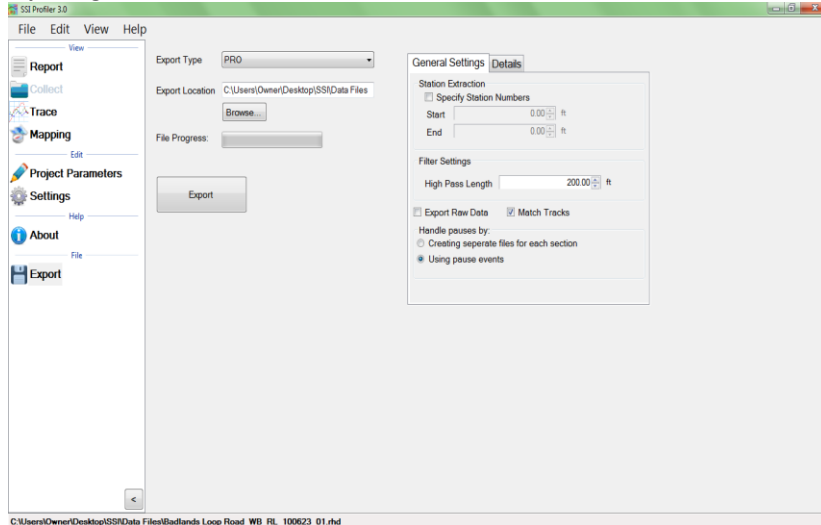 SSI Profiler 3.0
File Edit View Help
View
Report
Collect
Trace
Mapping
Edit
Project Parameters
Settings
Help
About
File
Export
<
Export Type PRO
Export Location C:\Users\Owner\Desktop\SSI\Data Files
Browse...
File Progress:
Export
General Settings Details
Station Extraction
Specify Station Numbers
Start 0.00 ft
End 0.00 ft
Filter Settings
High Pass Length 200.00 ft
Export Raw Data Match Tracks
Handle pauses by:
Creating seperate files for each section
Using pause events
C:\Users\Owner\Desktop\SSI\Data Files\Badlands Loop Road_WB_RL_100623_01.rhd